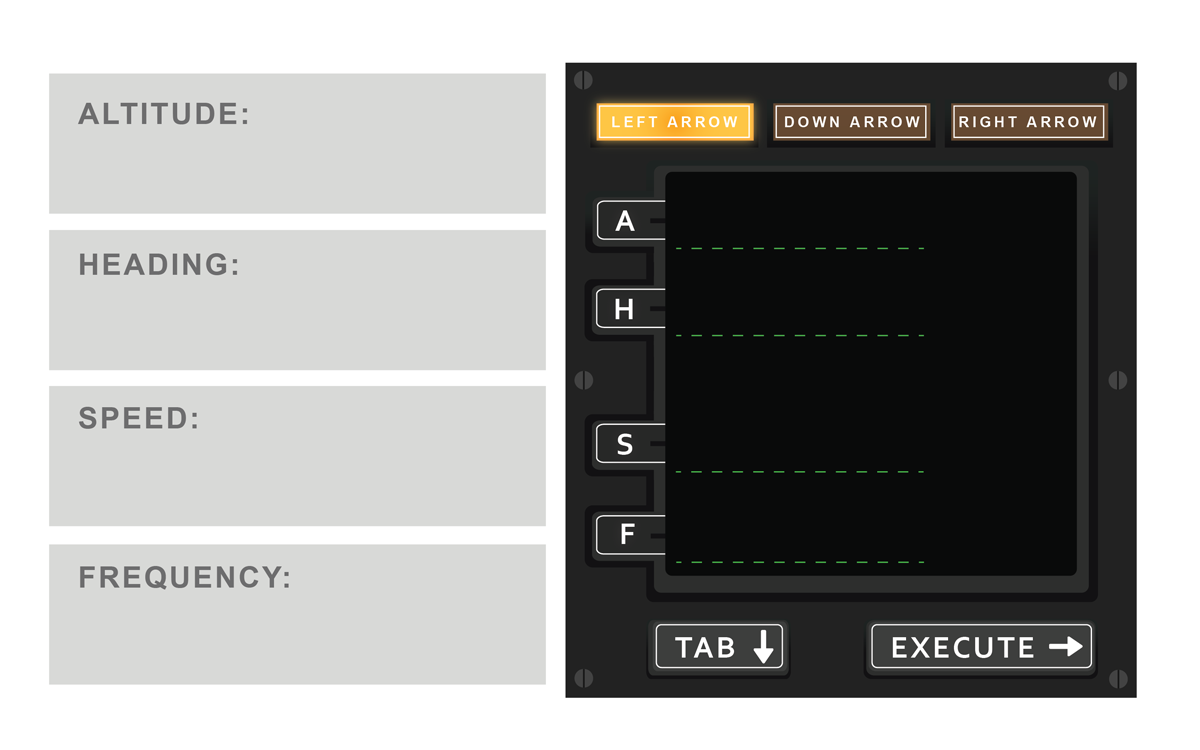 ALTITUDE:
HEADING:
SPEED:
FREQUENCY:
LEFT ARROW
DOWN ARROW
RIGHT ARROW
A
H
S
F
TAB
EXECUTE